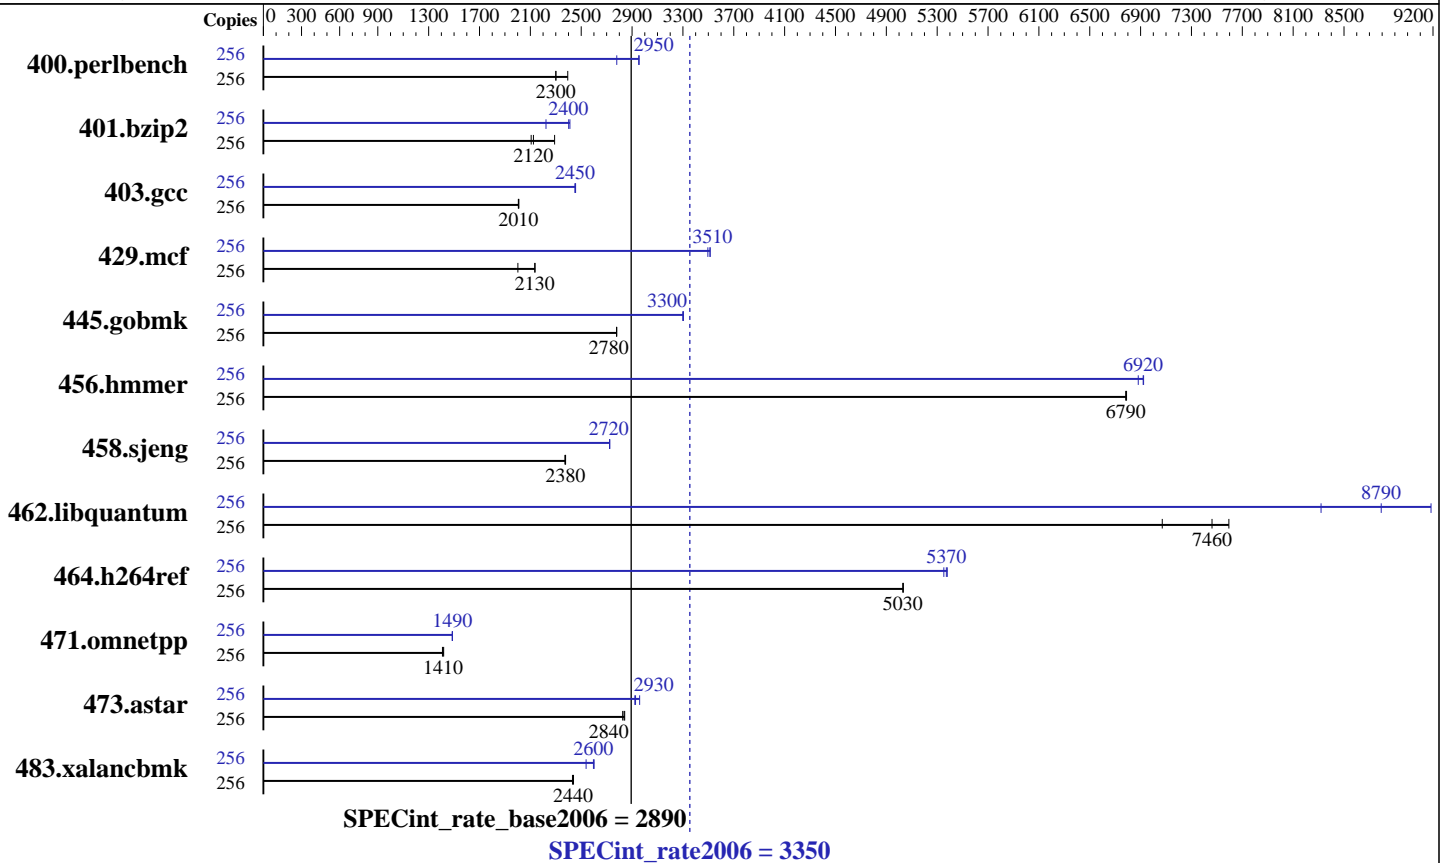 Copies 0 300 600 900 1300 1700 2100 2500 2900 3300 3700 4100 4500 4900 5300 5700 6100 6500 6900 7300 7700 8100 8500 9200
400.perlbench 256 2950
256 2300
401.bzip2 256 2400
256 2120
403.gcc 256 2450
256 2010
429.mcf 256 3510
256 2130
445.gobmk 256 3300
256 2780
456.hmmer 256 6920
256 6790
458.sjeng 256 2720
256 2380
462.libquantum 256 8790
256 7460
464.h264ref 256 5370
256 5030
471.omnetpp 256 1490
256 1410
473.astar 256 2930
256 2840
483.xalancbmk 256 2600
256 2440
SPECint_rate_base2006 = 2890
SPECint_rate2006 = 3350